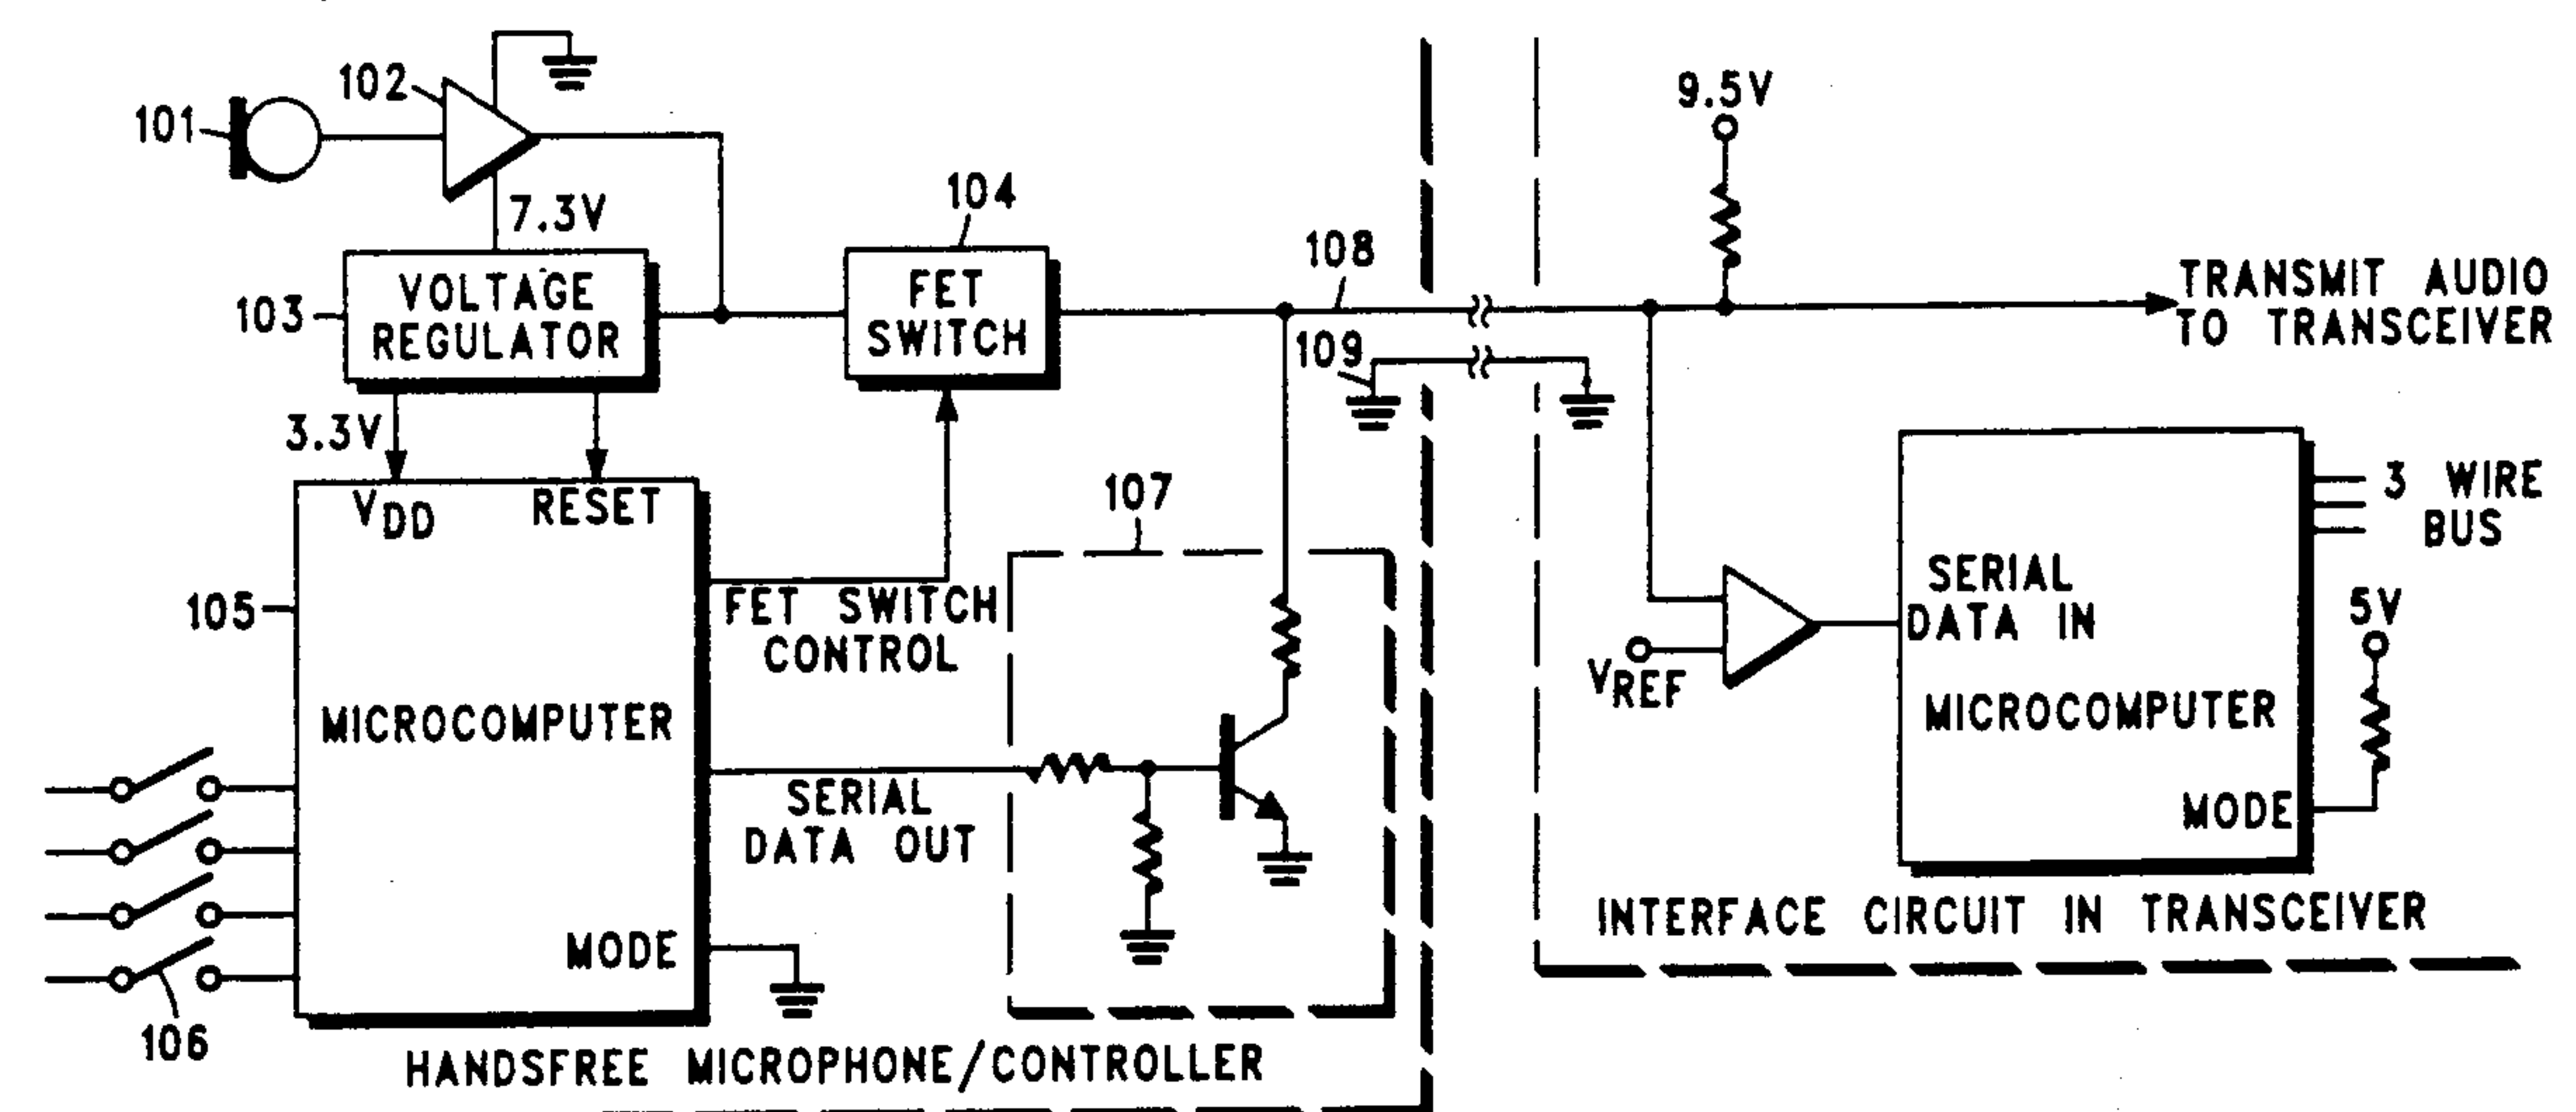 101
102
7.3V
103
VOLTAGE
REGULATOR
104
FET
SWITCH
108
109
9.5V
TRANSMIT AUDIO
TO TRANSCEIVER
3.3V
VDD
RESET
105
MICROCOMPUTER
FET SWITCH
CONTROL
107
SERIAL
DATA OUT
MODE
106
HANDSFREE MICROPHONE/CONTROLLER
VREF
SERIAL
DATA IN
MICROCOMPUTER
3 WIRE
BUS
5V
MODE
INTERFACE CIRCUIT IN TRANSCEIVER